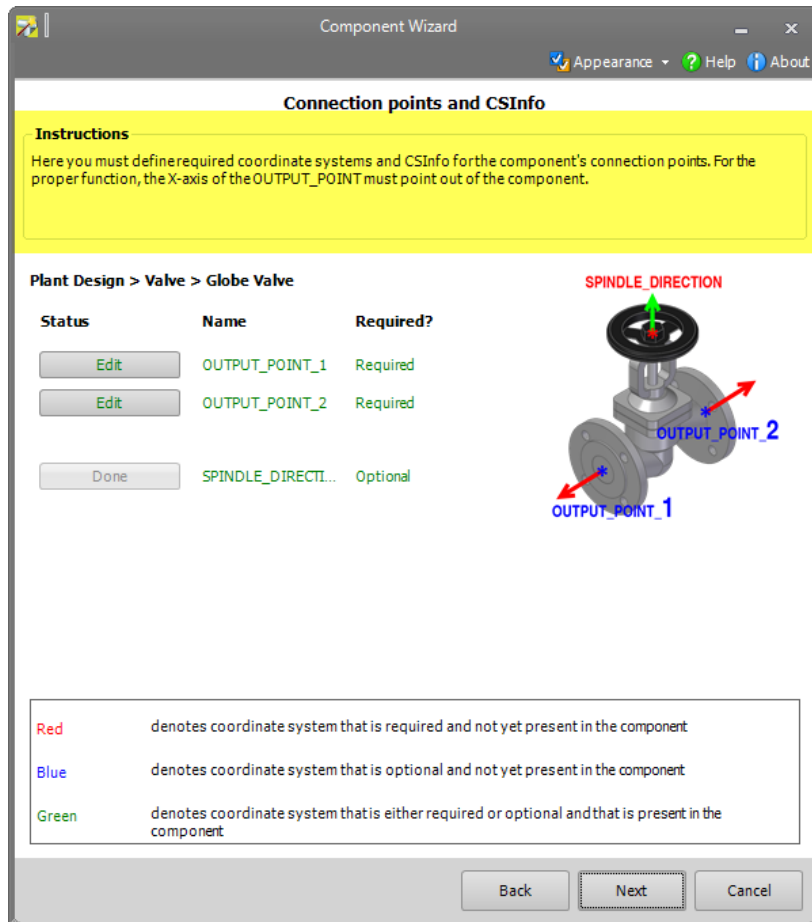 Component Wizard
Appearance
Help
About
Connection points and CSInfo
Instructions
Here you must define required coordinate systems and CSInfo for the component's connection points. For the
proper function, the X-axis of the OUTPUT_POINT must point out of the component.
Plant Design > Valve > Globe Valve
Status Name Required?
Edit OUTPUT_POINT_1 Required
Edit OUTPUT_POINT_2 Required
Done SPINDLE_DIRECTI... Optional
SPINDLE_DIRECTION
OUTPUT_POINT_2
OUTPUT_POINT_1
Red denotes coordinate system that is required and not yet present in the component
Blue denotes coordinate system that is optional and not yet present in the component
Green denotes coordinate system that is either required or optional and that is present in the
component
Back Next Cancel